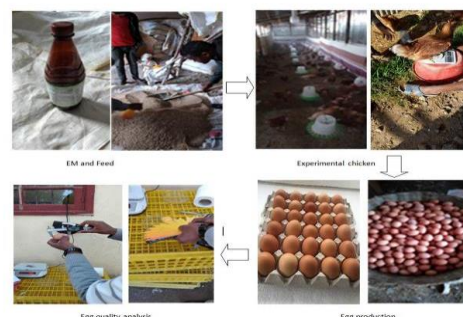 EM and Feed
Experimental chicken
Egg quality analysis
Egg production